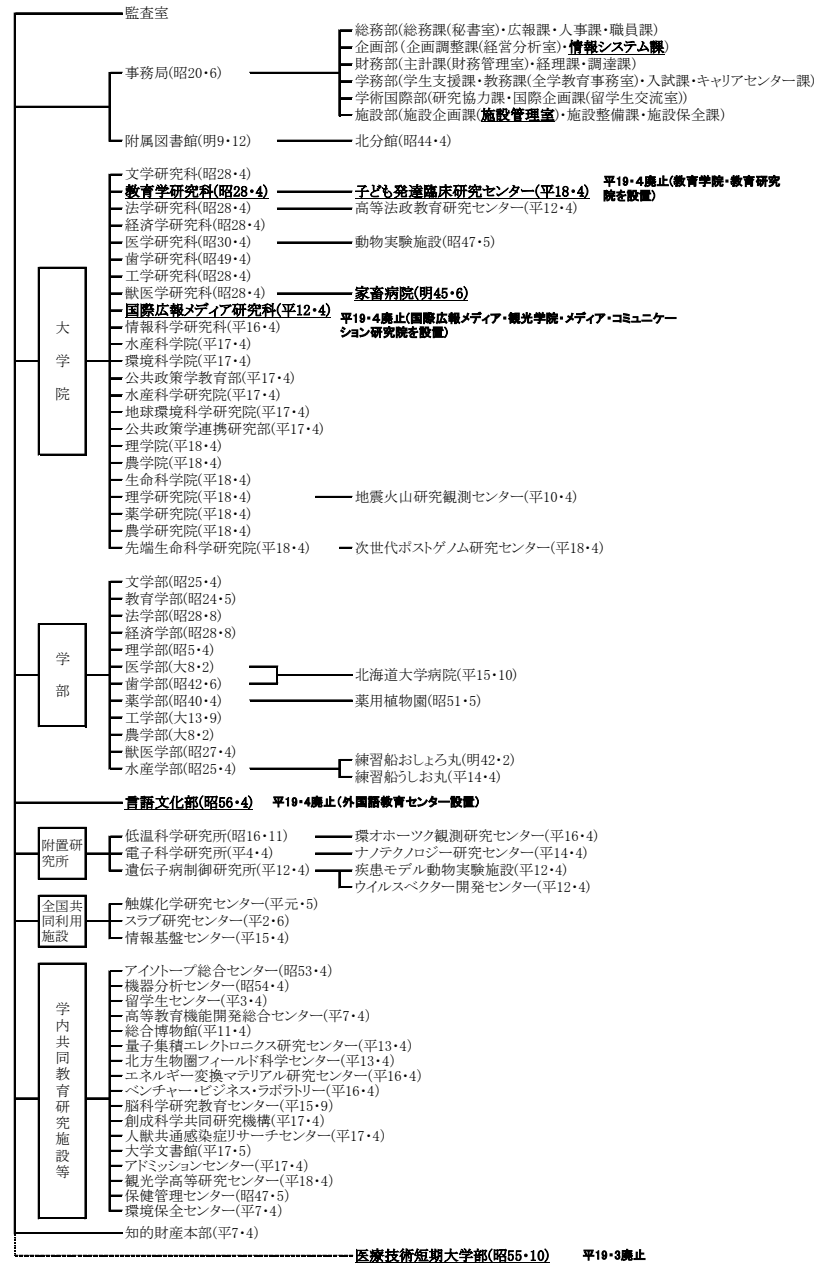 監査室
事務局(昭20・6)
総務部(総務課(秘書室)・広報課・人事課・職員課)
企画部(企画調整課(経営分析室)・情報システム課)
財務部(主計課(財務管理室)・経理課・調達課)
学務部(学生支援課・教務課(全学教育事務室)・入試課・キャリアセンター課)
学術国際部(研究協力課・国際企画課(留学生交流室))
施設部(施設企画課(施設管理室)・施設整備課・施設保全課)
附属図書館(明9・12) 北分館(昭44・4)
大学院
文学研究科(昭28・4)
教育学研究科(昭28・4) 子ども発達臨床研究センター(平18・4) 平19・4廃止(教育学院・教育研究
院を設置)
法学研究科(昭28・4) 高等法政教育研究センター(平12・4)
経済学研究科(昭28・4)
医学研究科(昭30・4) 動物実験施設(昭47・5)
歯学研究科(昭49・4)
工学研究科(昭28・4)
獣医学研究科(昭28・4) 家畜病院(明45・6)
国際広報メディア研究科(平12・4) 平19・4廃止(国際広報メディア・観光学院・メディア・コミュニケー
ション研究院を設置)
情報科学研究科(平16・4)
水産科学院(平17・4)
環境科学院(平17・4)
公共政策学教育部(平17・4)
水産科学研究院(平17・4)
地球環境科学研究院(平17・4)
公共政策学連携研究部(平17・4)
理学院(平18・4)
農学院(平18・4)
生命科学院(平18・4)
理学研究院(平18・4) 地震火山研究観測センター(平10・4)
薬学研究院(平18・4)
農学研究院(平18・4)
先端生命科学研究院(平18・4) 次世代ポストゲノム研究センター(平18・4)
学部
文学部(昭25・4)
教育学部(昭24・5)
法学部(昭28・8)
経済学部(昭28・8)
理学部(昭5・4)
医学部(大8・2)
歯学部(昭42・6)
北海道大学病院(平15・10)
薬学部(昭40・4) 薬用植物園(昭51・5)
工学部(大13・9)
農学部(大8・2)
獣医学部(昭27・4)
水産学部(昭25・4)
練習船おしょろ丸(明42・2)
練習船うしお丸(平14・4)
言語文化部(昭56・4) 平19・4廃止(外国語教育センター設置)
附置研
究所
低温科学研究所(昭16・11) 環オホーツク観測研究センター(平16・4)
電子科学研究所(平4・4) ナノテクノロジー研究センター(平14・4)
遺伝子病制御研究所(平12・4) 疾患モデル動物実験施設(平12・4)
ウイルスベクター開発センター(平12・4)
全国共
同利用
施設
触媒化学研究センター(平元・5)
スラブ研究センター(平2・6)
情報基盤センター(平15・4)
学内共同教育研究施設等
アイソトープ総合センター(昭53・4)
機器分析センター(昭54・4)
留学生センター(平3・4)
高等教育機能開発総合センター(平7・4)
総合博物館(平11・4)
量子集積エレクトロニクス研究センター(平13・4)
北方生物圏フィールド科学センター(平13・4)
エネルギー変換マテリアル研究センター(平16・4)
ベンチャー・ビジネス・ラボラトリー(平16・4)
脳科学研究教育センター(平15・9)
創成科学共同研究機構(平17・4)
人獣共通感染症リサーチセンター(平17・4)
大学文書館(平17・5)
アドミッションセンター(平17・4)
観光学高等研究センター(平18・4)
保健管理センター(昭47・5)
環境保全センター(平7・4)
知的財産本部(平7・4)
医療技術短期大学部(昭55・10) 平19・3廃止